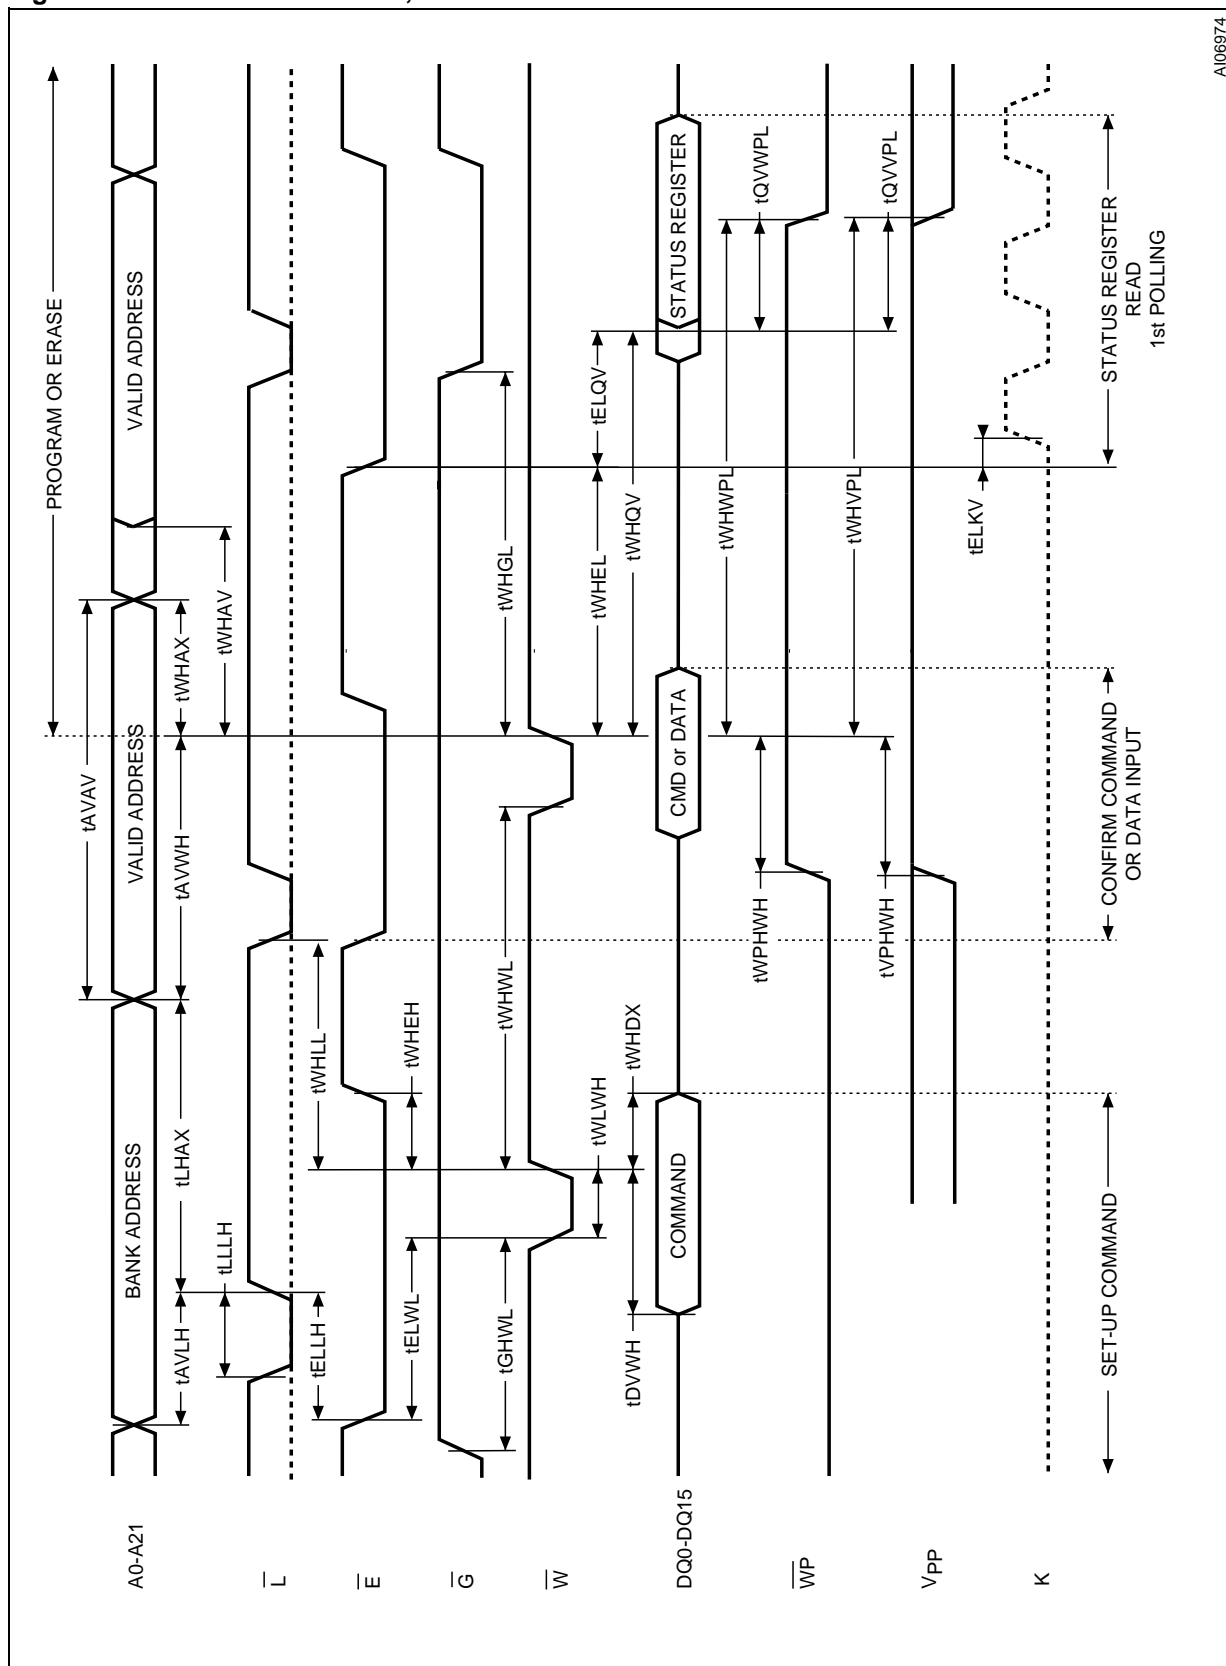 AI06974
PROGRAM OR ERASE
A0-A21
BANK ADDRESS
VALID ADDRESS
VALID ADDRESS
tAVAV
tAVLH
tLHAX
tAVWH
tWHAX
tLLLH
tWHAV
L
tELLH
tWHLL
E
tELWL
tWHEH
G
tGHWL
tWHWL
tWHGL
W
tWLWH
tWHEL
tELQV
tDVWH
tWHDX
tWHQV
DQ0-DQ15
COMMAND
CMD or DATA
STATUS REGISTER
tWHWPL
tWPHWH
tQVWPL
WP
tWHVPL
tVPHWH
tQVVPL
VPP
tELKV
K
SET-UP COMMAND
CONFIRM COMMAND
OR DATA INPUT
STATUS REGISTER
READ
1st POLLING